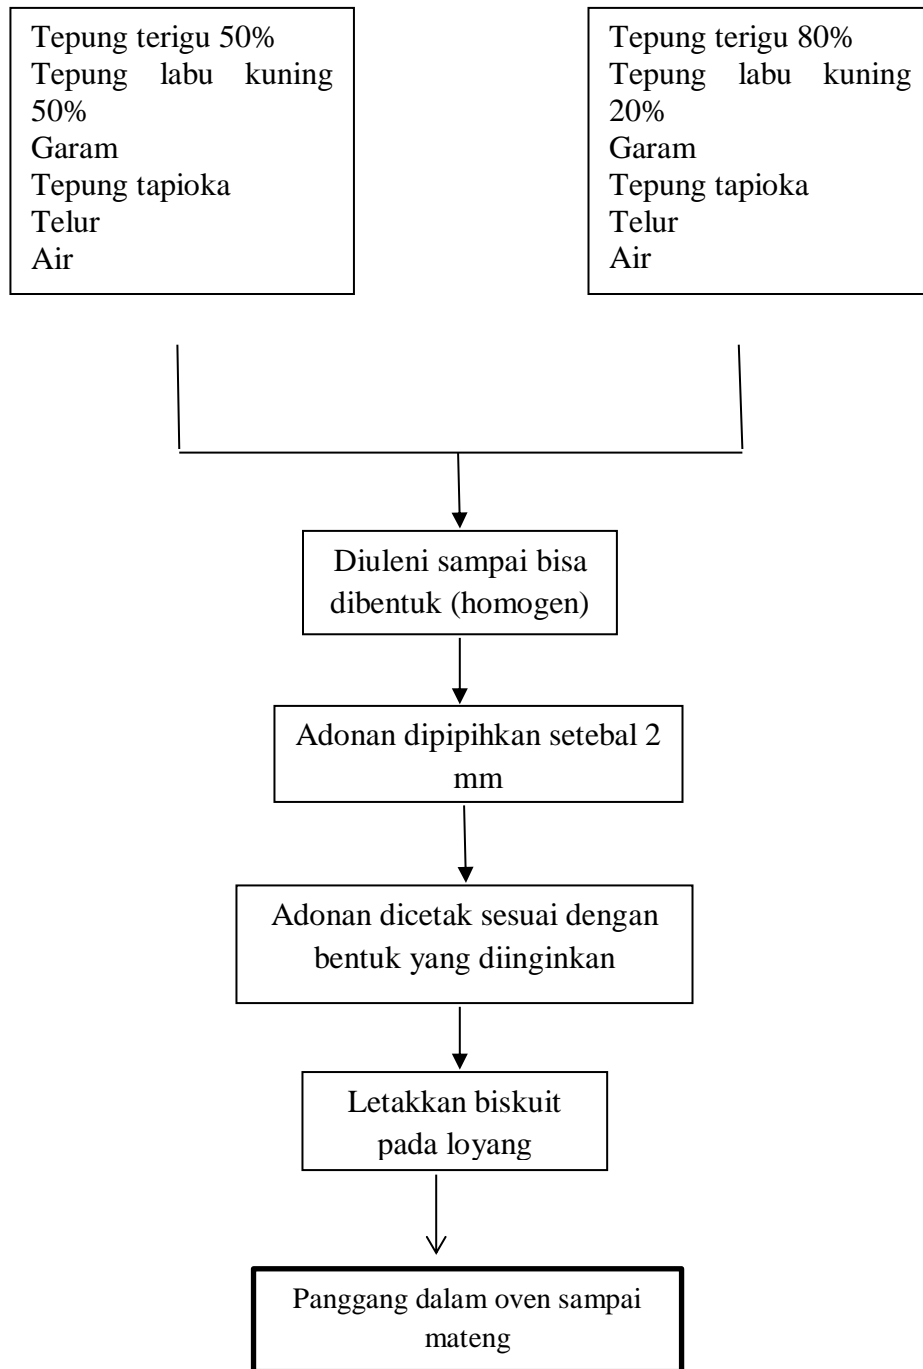 Tepung terigu 50%
Tepung labu kuning
50%
Garam
Tepung tapioka
Telur
Air
Tepung terigu 80%
Tepung labu kuning
20%
Garam
Tepung tapioka
Telur
Air
Diuleni sampai bisa
dibentuk (homogen)
Adonan dipipihkan setebal 2
mm
Adonan dicetak sesuai dengan
bentuk yang diinginkan
Letakkan biskuit
pada loyang
Panggang dalam oven sampai
mateng